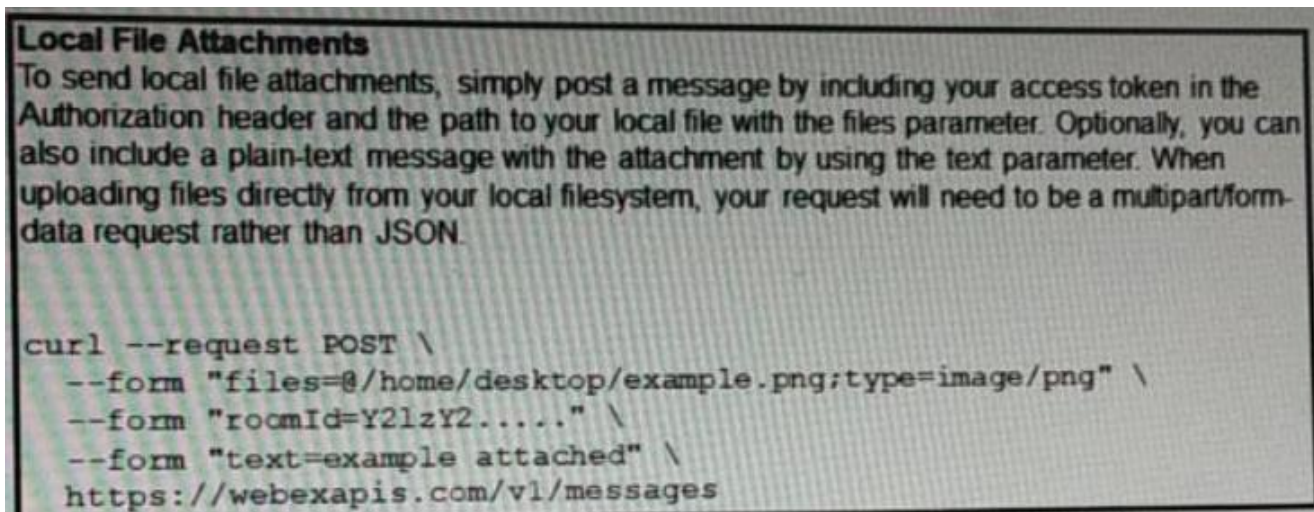 Local File Attachments
To send local file attachments, simply post a message by including your access token in the
Authorization header and the path to your local file with the files parameter. Optionally, you can
also include a plain-text message with the attachment by using the text parameter. When
uploading files directly from your local filesystem, your request will need to be a multipart/form-
data request rather than JSON.
curl --request POST \
--form "files=@/home/desktop/example.png;type=image/png" \
--form "roomId=Y2lzY2....." \
--form "text=example attached" \
https://webexapis.com/v1/messages